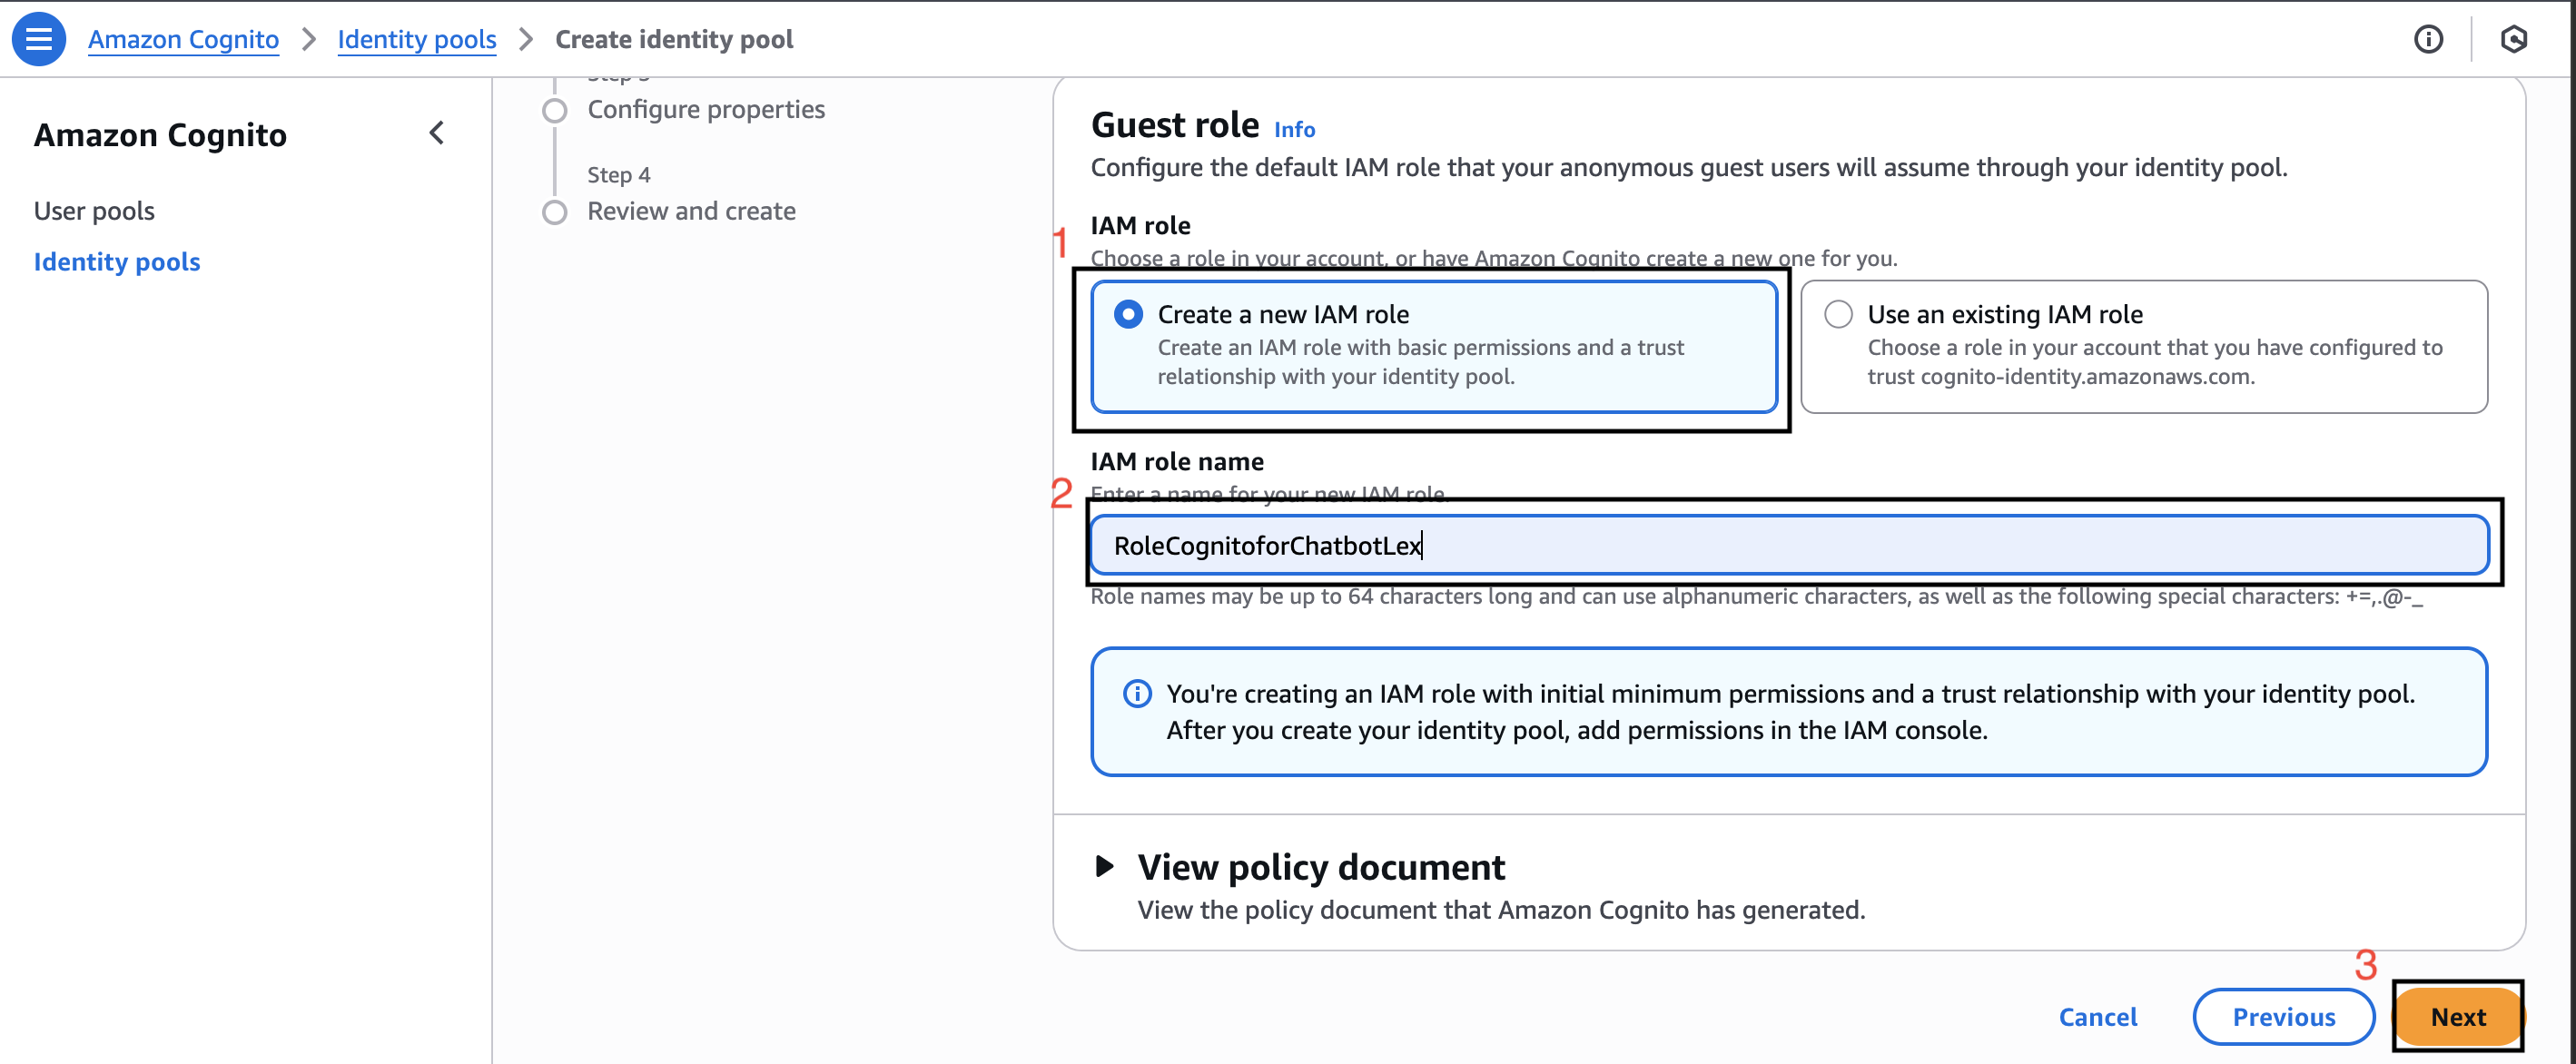 Amazon Cognito > Identity pools > Create identity pool
Amazon Cognito
User pools
Identity pools
Step 3
Configure properties
Step 4
Review and create
Guest role Info
Configure the default IAM role that your anonymous guest users will assume through your identity pool.
IAM role
1
Choose a role in your account, or have Amazon Cognito create a new one for you.
Create a new IAM role
Create an IAM role with basic permissions and a trust
relationship with your identity pool.
Use an existing IAM role
Choose a role in your account that you have configured to
trust cognito-identity.amazonaws.com.
IAM role name
2
Enter a name for your new IAM role.
RoleCognitoforChatbotLex
Role names may be up to 64 characters long and can use alphanumeric characters, as well as the following special characters: +=,.@-_
You're creating an IAM role with initial minimum permissions and a trust relationship with your identity pool.
After you create your identity pool, add permissions in the IAM console.
View policy document
View the policy document that Amazon Cognito has generated.
3
Cancel
Previous
Next